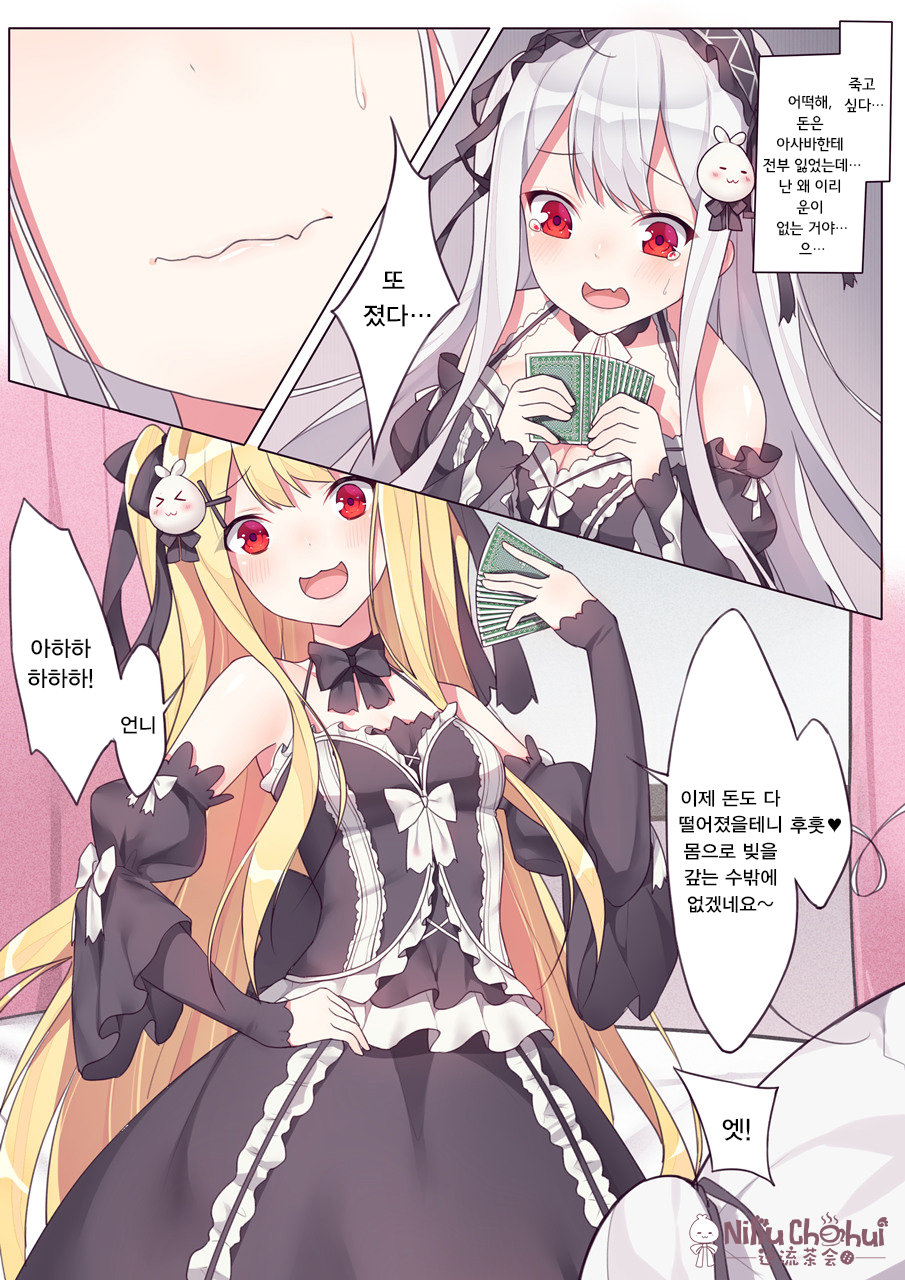 죽고
싶다…
어떡해,
돈은
아사바한테
전부 잃었는데…
난 왜 이리
운이
없는 거야…
으…
또
졌다…
아하하
하하하!
언니
이제 돈도 다
떨어졌을테니 후훗♥
몸으로 빚을
갚는 수밖에
없겠네요~
엣!
Niru Chahui
逆流茶会